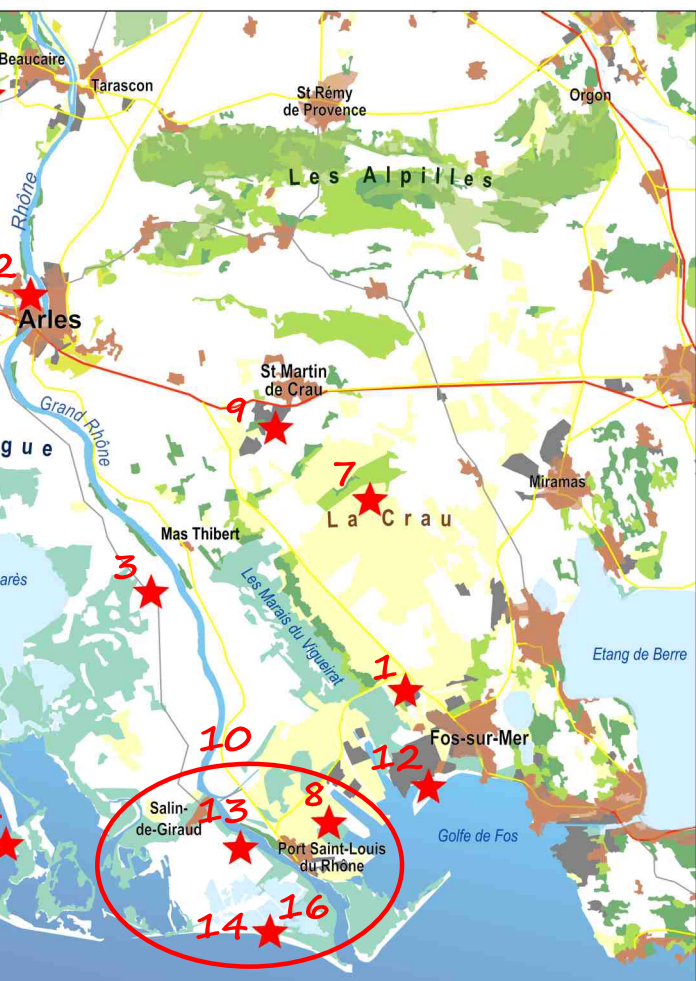 Beaucaire
Tarascon
St Rémy
de Provence
Orgon
Les Alpilles
Rhône
2
Arles
St Martin
de Crau
9
Grand Rhône
gue
7
La Crau
Miramas
Mas Thibert
3
arès
Les Marais du Vigueirat
Etang de Berre
1
Fos-sur-Mer
10
12
Salin-
de-Giraud
13
8
Golfe de Fos
Port Saint-Louis
du Rhône
14
16